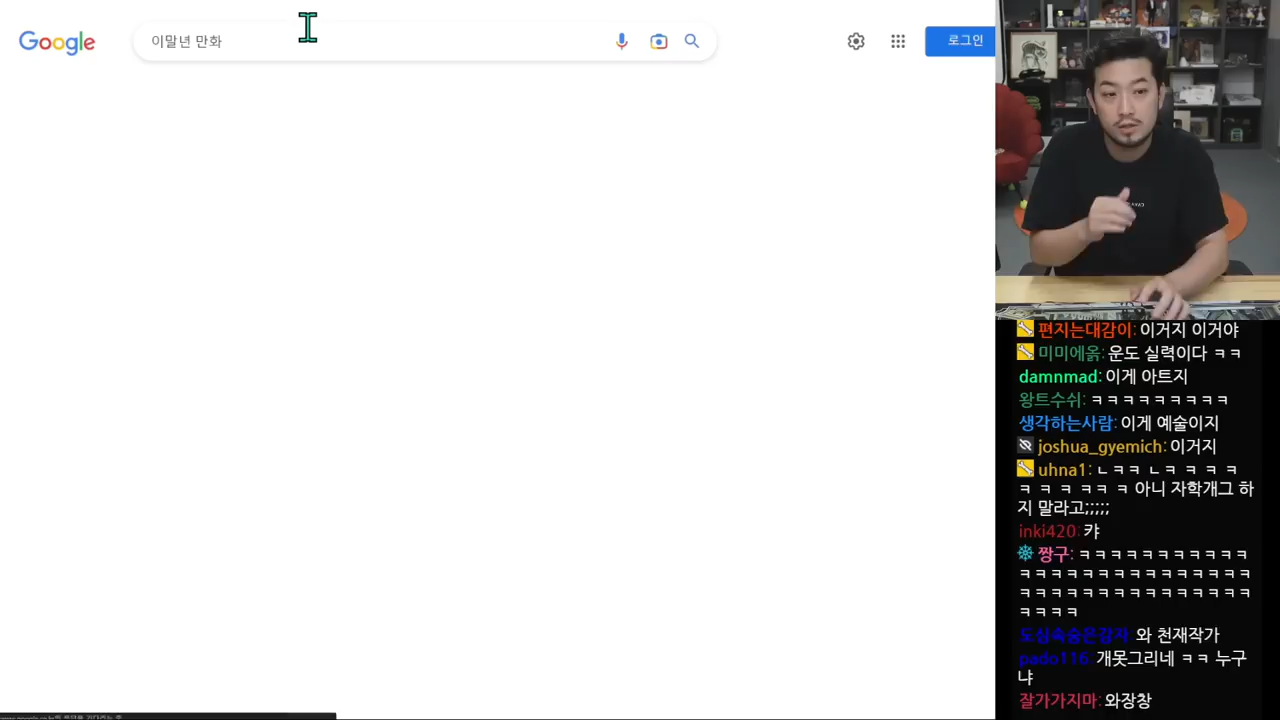 Google
이말년 만화
로그인
편지는대감이: 이거지 이거야
미미에옭: 운도 실력이다 ㅋㅋ
damnmad: 이게 아트지
왕트수쉬: ㅋㅋㅋㅋㅋㅋㅋㅋㅋ
생각하는사람: 이게 예술이지
joshua_gyemich: 이거지
uhna1: ㄴㅋㅋ ㄴㅋ ㅋ ㅋ ㅋ
ㅋ ㅋ ㅋ ㅋㅋ ㅋ 아니 자학개그 하
지 말라고;;;;;
inki420: 캬
짱구: ㅋㅋㅋㅋㅋㅋㅋㅋㅋㅋㅋ
ㅋㅋㅋㅋㅋㅋㅋㅋㅋㅋㅋㅋㅋㅋㅋ
ㅋㅋㅋㅋㅋㅋㅋㅋㅋㅋㅋㅋㅋㅋㅋ
ㅋㅋㅋㅋ
도심속숨은감자: 와 천재작가
pado116: 개못그리네 ㅋㅋ 누구
냐
잘가가지마: 와장창